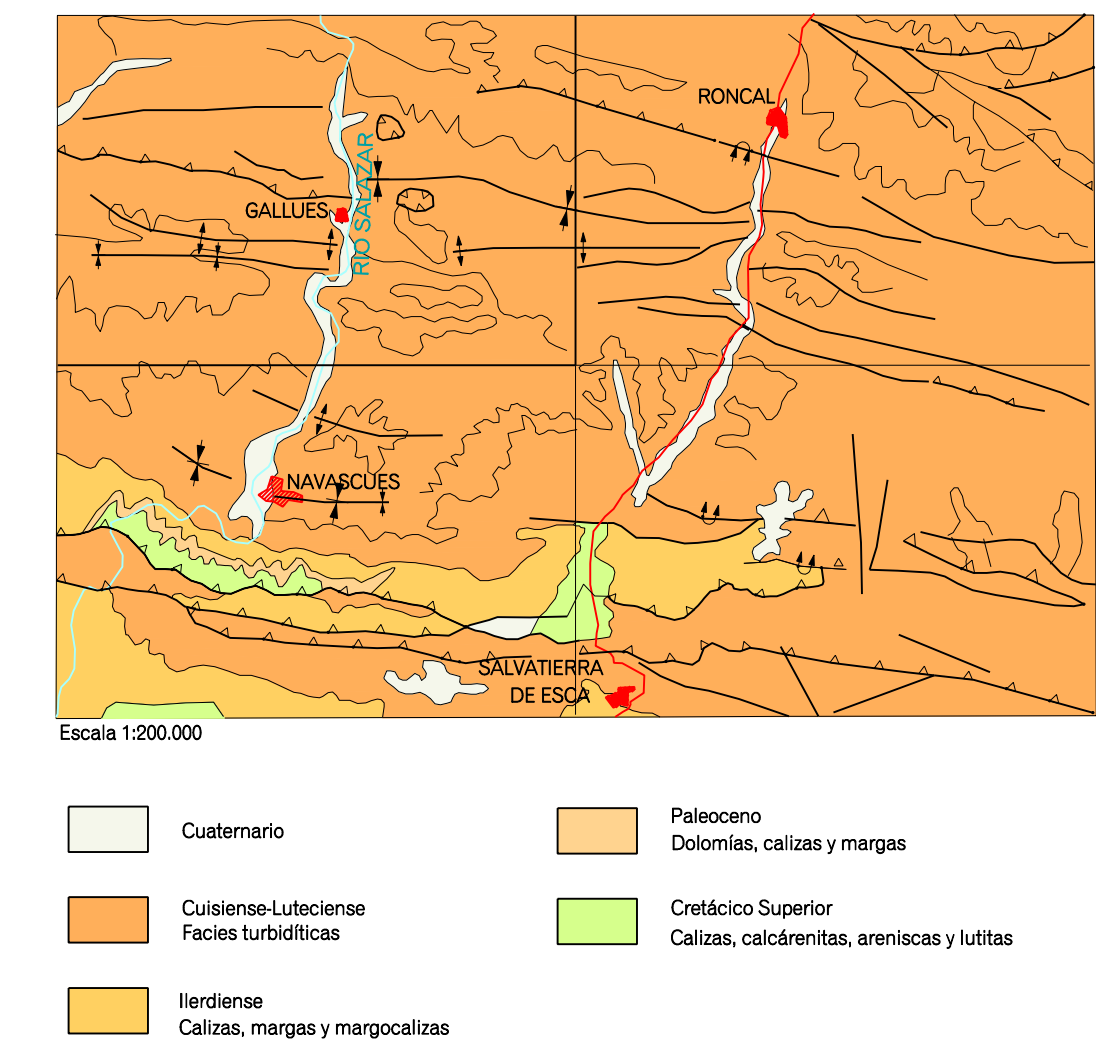 RONCAL
RIO SALAZAR
GALLUES
NAVASCUES
SALVATIERRA
DE ESCA
Escala 1:200.000
Cuaternario
Cuisiense-Luteciense
Facies turbidíticas
Ilerdiense
Calizas, margas y margocalizas
Paleoceno
Dolomías, calizas y margas
Cretácico Superior
Calizas, calcárenitas, areniscas y lutitas